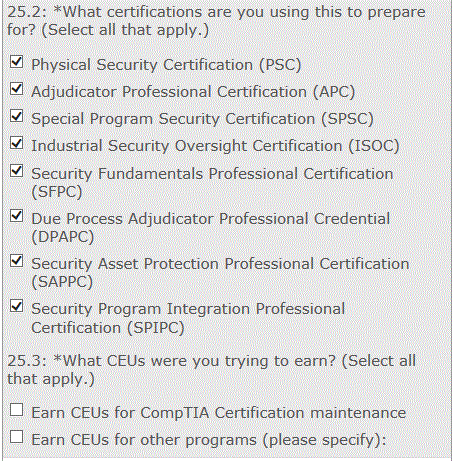 25.2: *What certifications are you using this to prepare
for? (Select all that apply.)
Physical Security Certification (PSC)
Adjudicator Professional Certification (APC)
Special Program Security Certification (SPSC)
Industrial Security Oversight Certification (ISOC)
Security Fundamentals Professional Certification
(SFPC)
Due Process Adjudicator Professional Credential
(DPAPC)
Security Asset Protection Professional Certification
(SAPPC)
Security Program Integration Professional
Certification (SPIPC)
25.3: *What CEUs were you trying to earn? (Select all
that apply.)
Earn CEUs for CompTIA Certification maintenance
Earn CEUs for other programs (please specify):